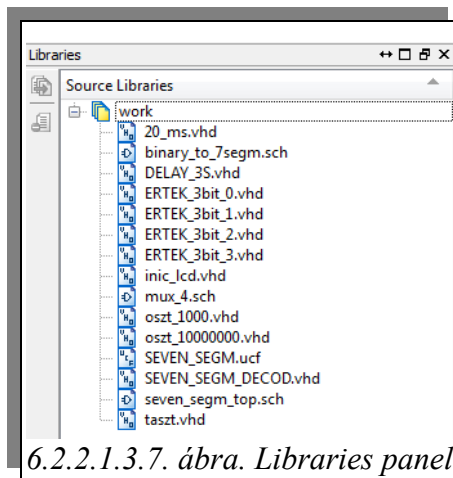 Libraries
Source Libraries
work
20_ms.vhd
binary_to_7segm.sch
DELAY_3S.vhd
ERTEK_3bit_0.vhd
ERTEK_3bit_1.vhd
ERTEK_3bit_2.vhd
ERTEK_3bit_3.vhd
inic_lcd.vhd
mux_4.sch
oszt_1000.vhd
oszt_10000000.vhd
SEVEN_SEGM.ucf
SEVEN_SEGM_DECOD.vhd
seven_segm_top.sch
taszt.vhd
6.2.2.1.3.7. ábra. Libraries panel